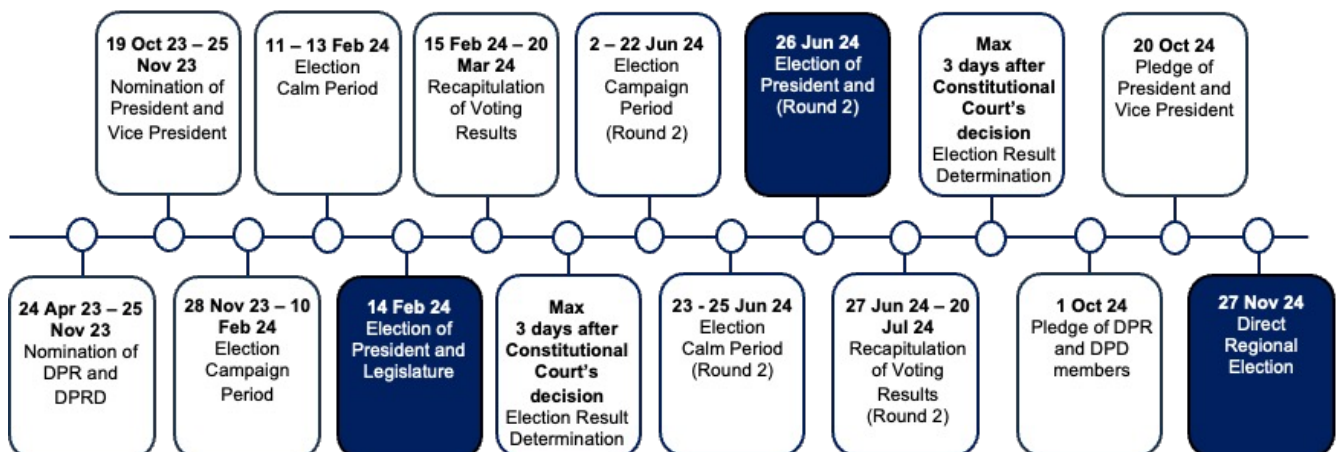 19 Oct 23 – 25
Nov 23
Nomination of
President and
Vice President
11 – 13 Feb 24
Election
Calm Period
15 Feb 24 – 20
Mar 24
Recapitulation
of Voting
Results
2 – 22 Jun 24
Election
Campaign
Period
(Round 2)
26 Jun 24
Election of
President and
(Round 2)
Max
3 days after
Constitutional
Court's
decision
Election Result
Determination
20 Oct 24
Pledge of
President and
Vice President
24 Apr 23 – 25
Nov 23
Nomination of
DPR and
DPRD
28 Nov 23 – 10
Feb 24
Election
Campaign
Period
14 Feb 24
Election of
President and
Legislature
Max
3 days after
Constitutional
Court's
decision
Election Result
Determination
23 - 25 Jun 24
Election
Calm Period
(Round 2)
27 Jun 24 – 20
Jul 24
Recapitulation
of Voting
Results
(Round 2)
1 Oct 24
Pledge of DPR
and DPD
members
27 Nov 24
Direct
Regional
Election